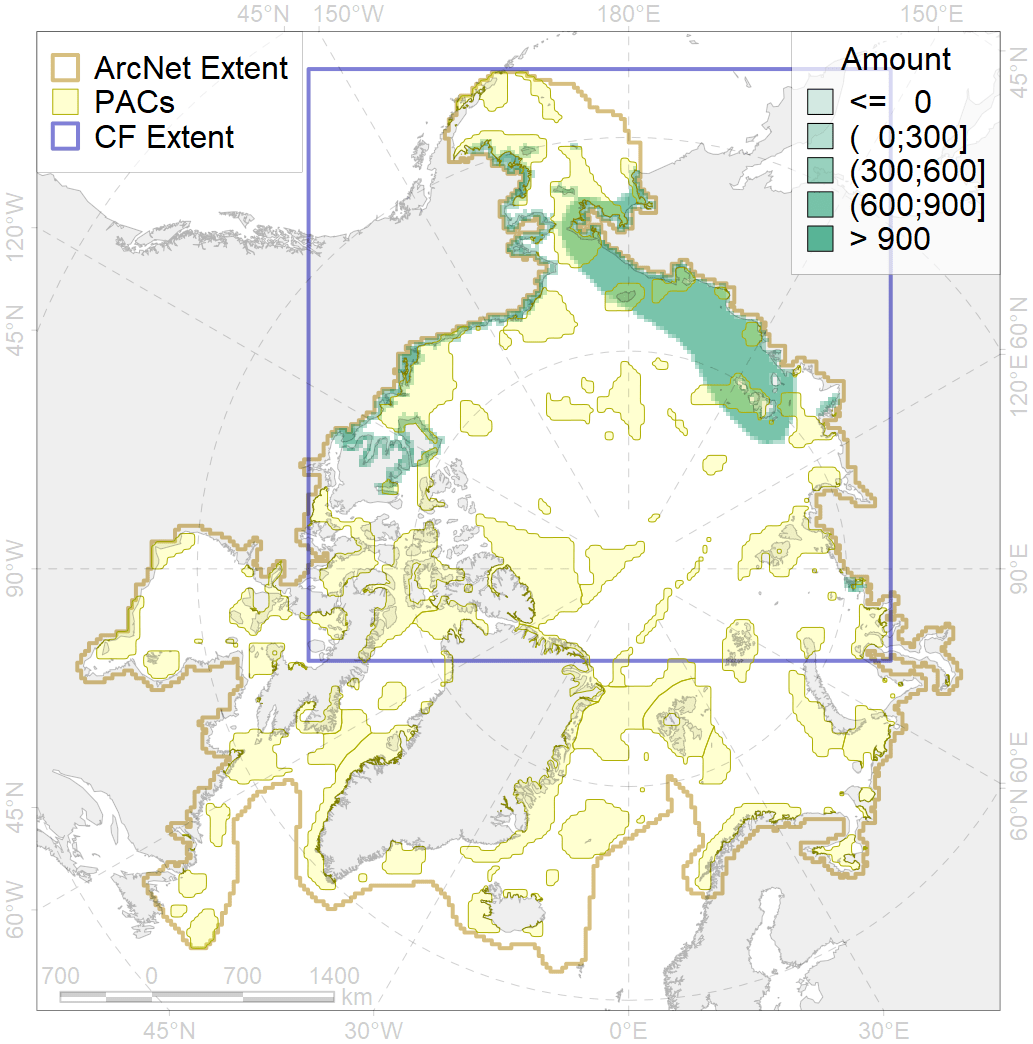 45°N 150°W 180°E 150°E
ArcNet Extent
PACs
CF Extent
Amount
<= 0
( 0;300]
(300;600]
(600;900]
> 900
45°N
120°W
60°N
45°N
120°E
90°W
90°E
60°E
45°N
60°N
60°W
700 0 700 1400
km
45°N 30°W 0°E 30°E